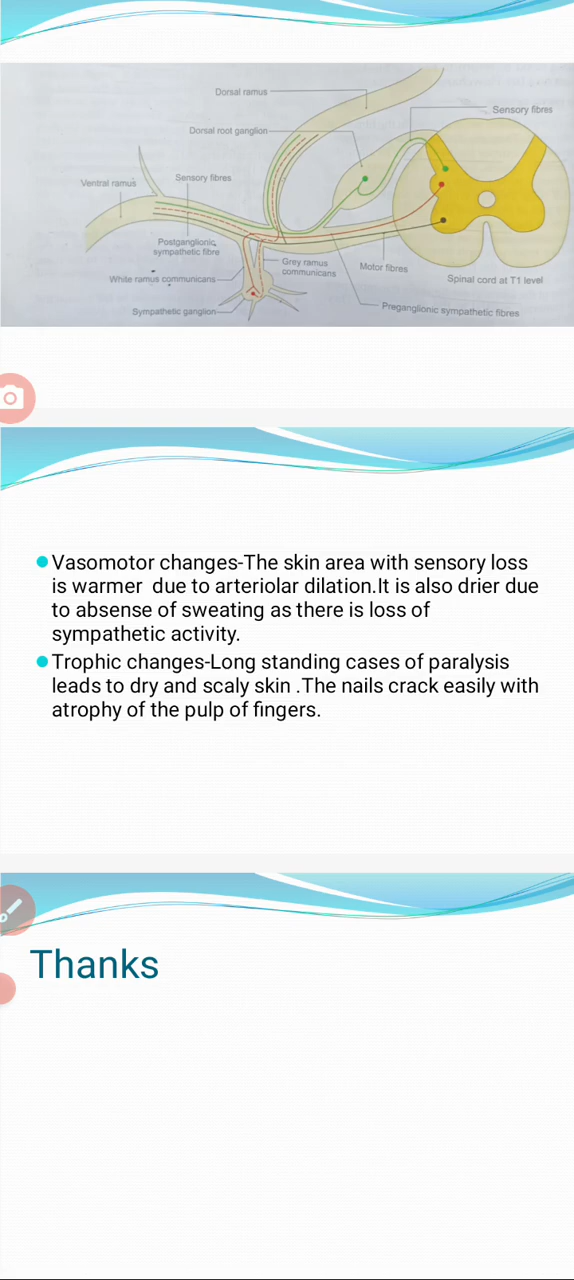 Dorsal ramus
Sensory fibres
Dorsal root ganglion
Sensory fibres
Ventral ramus
Postganglionic
sympathetic fibre
Grey ramus
communicans
Motor fibres
White ramus communicans
Spinal cord at T1 level
Sympathetic ganglion
Preganglionic sympathetic fibres
Vasomotor changes-The skin area with sensory loss
is warmer due to arteriolar dilation.It is also drier due
to absense of sweating as there is loss of
sympathetic activity.
Trophic changes-Long standing cases of paralysis
leads to dry and scaly skin .The nails crack easily with
atrophy of the pulp of fingers.
Thanks